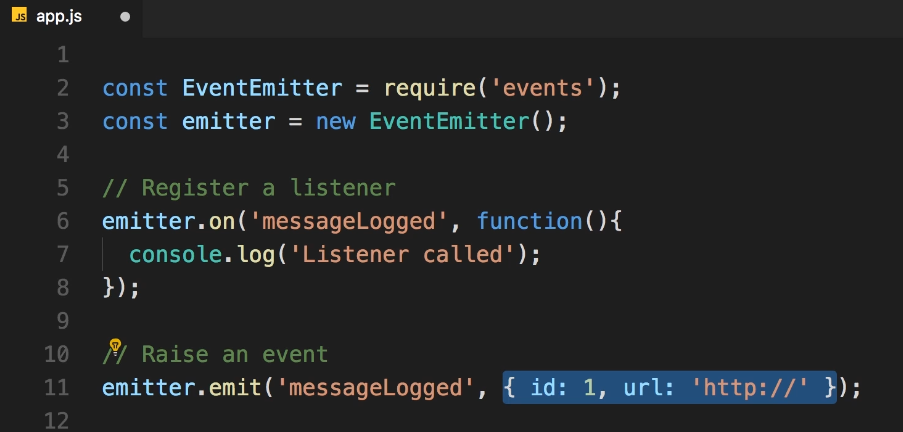 JS app.js
1
2 const EventEmitter = require('events');
3 const emitter = new EventEmitter();
4
5 // Register a listener
6 emitter.on('messageLogged', function(){
7   console.log('Listener called');
8 });
9
10 // Raise an event
11 emitter.emit('messageLogged', { id: 1, url: 'http://' });
12